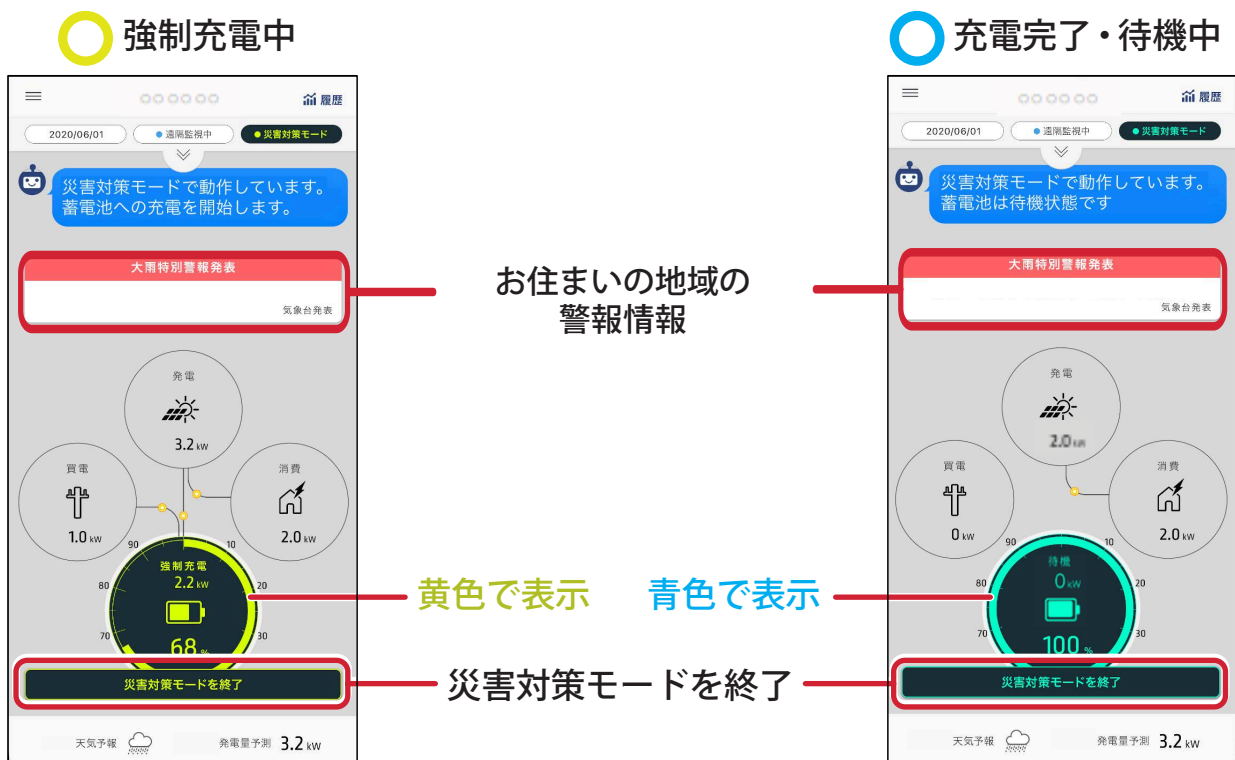 強制充電中
充電完了・待機中
履歴
2020/06/01
遠隔監視中
災害対策モード
災害対策モードで動作しています。
蓄電池への充電を開始します。
大雨特別警報発表
気象台発表
発電
3.2 kW
買電
1.0 kW
消費
2.0 kW
90
10
80
20
70
30
強制充電
2.2 kW
68 %
災害対策モードを終了
天気予報
発電量予測 3.2 kW
お住まいの地域の
警報情報
黄色で表示
青色で表示
災害対策モードを終了
履歴
2020/06/01
遠隔監視中
災害対策モード
災害対策モードで動作しています。
蓄電池は待機状態です
大雨特別警報発表
気象台発表
発電
2.0 kW
買電
0 kW
消費
2.0 kW
90
10
80
20
70
30
待機
0 kW
100 %
災害対策モードを終了
天気予報
発電量予測 3.2 kW